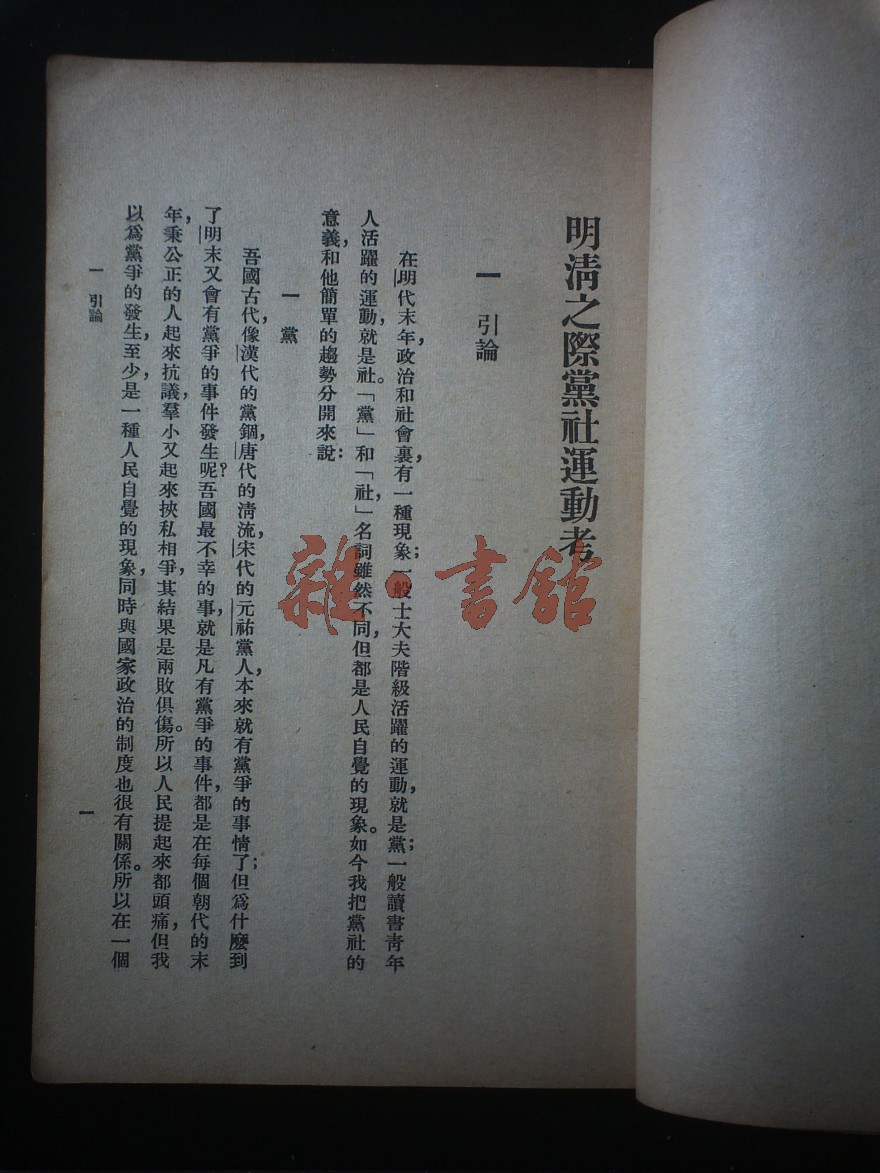 明清之際黨社運動考
一 引論
在明代末年，政治和社會裏有一種現象；一般士大夫階級活躍的運動，就是黨；一般讀書青年
人活躍的運動就是社。「黨」和「社，」名詞雖然不同，但都是人民自覺的現象。如今我把黨社的
意義，和他簡單的趨勢分開來說：
一 黨
吾國古代，像漢代的黨錮，唐代的淸流，宋代的元祐黨人，本來就有黨爭的事情了；但爲什麼到
了明末又會有黨爭的事件發生呢？吾國最不幸的事，就是凡有黨爭的事件，都是在每個朝代的末
年，秉公正的人起來抗議，羣小又起來挾私相爭，其結果是兩敗俱傷。所以人民提起來都頭痛，但我
以爲黨爭的發生，至少，是一種人民自覺的現象，同時與國家政治的制度也很有關係。所以在一個
一 引論
一
雜·書館